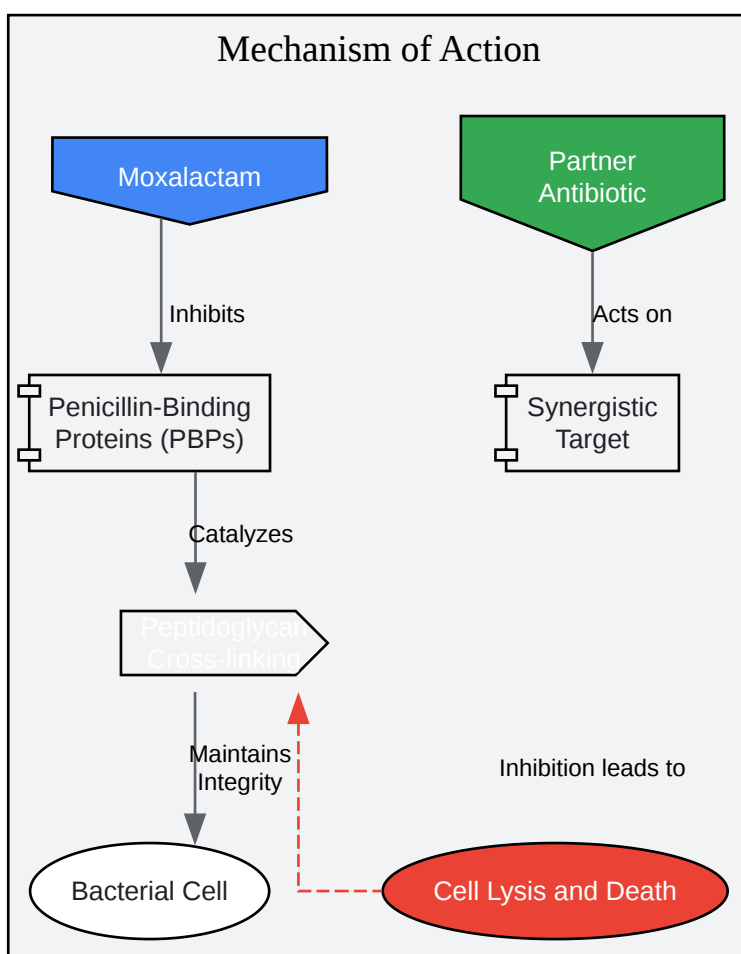 Mechanism of Action
Moxalactam
Partner
Antibiotic
Inhibits
Acts on
Penicillin-Binding
Proteins (PBPs)
Synergistic
Target
Catalyzes
Peptidoglycan
Cross-linking
Maintains
Integrity
Inhibition leads to
Bacterial Cell
Cell Lysis and Death